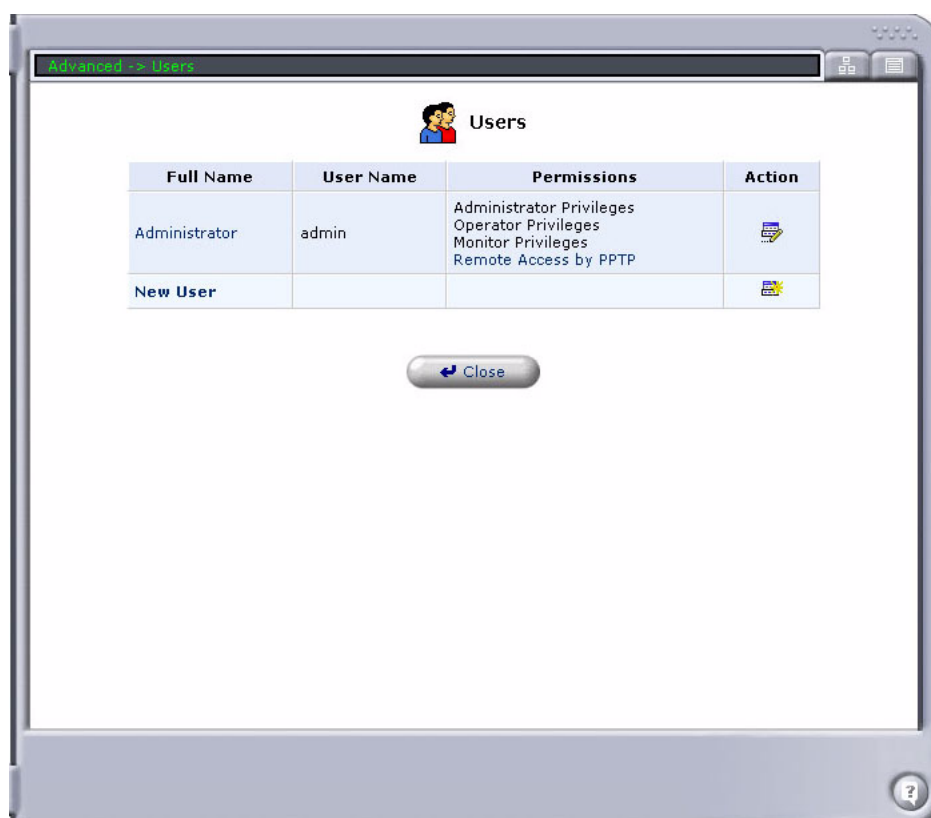 Advanced -> Users
Users
Full Name User Name Permissions Action
Administrator admin Administrator Privileges
Operator Privileges
Monitor Privileges
Remote Access by PPTP
New User
Close
?